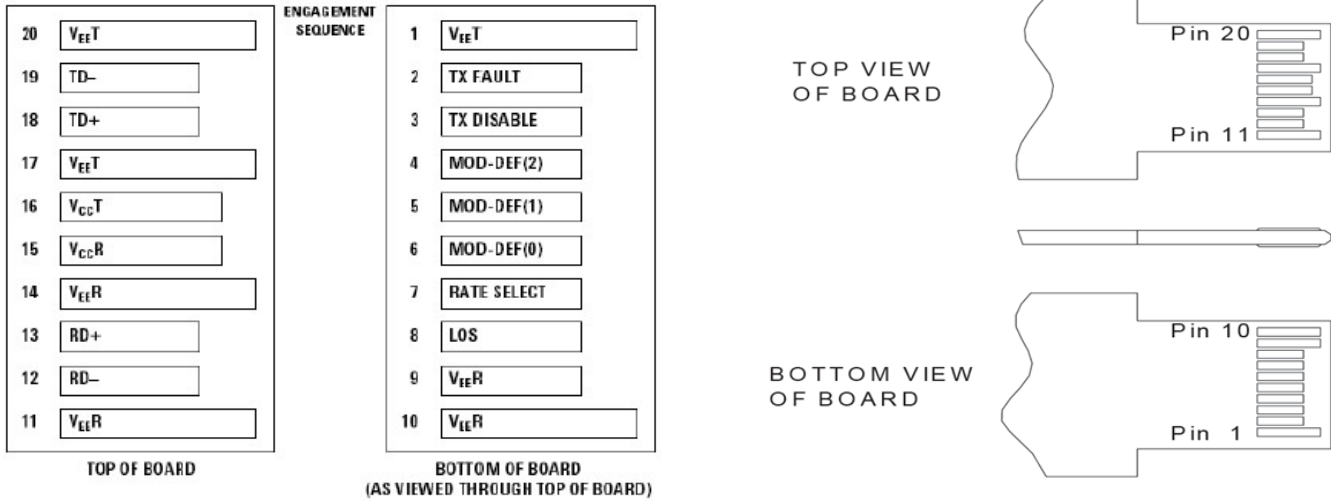 ENGAGEMENT
SEQUENCE
20 VEET
19 TD–
18 TD+
17 VEET
16 VCCT
15 VCCR
14 VEER
13 RD+
12 RD–
11 VEER
TOP OF BOARD
1 VEET
2 TX FAULT
3 TX DISABLE
4 MOD-DEF(2)
5 MOD-DEF(1)
6 MOD-DEF(0)
7 RATE SELECT
8 LOS
9 VEER
10 VEER
BOTTOM OF BOARD
(AS VIEWED THROUGH TOP OF BOARD)
TOP VIEW
OF BOARD
Pin 20
Pin 11
BOTTOM VIEW
OF BOARD
Pin 10
Pin 1